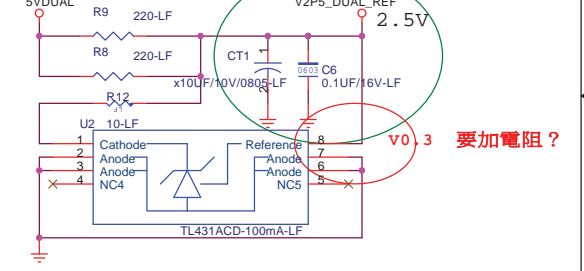 5VDUAL
V2P5_DUAL_REF
2.5V
R9
220-LF
R8
220-LF
CT1
1
2
x10UF/10V/0805-LF
0603
C6
0.1UF/16V-LF
R12
U2
10-LF
1
Cathode
Reference
8
2
Anode
Anode
7
3
Anode
Anode
6
4
NC4
NC5
5
TL431ACD-100mA-LF
V0.3 要加電阻？